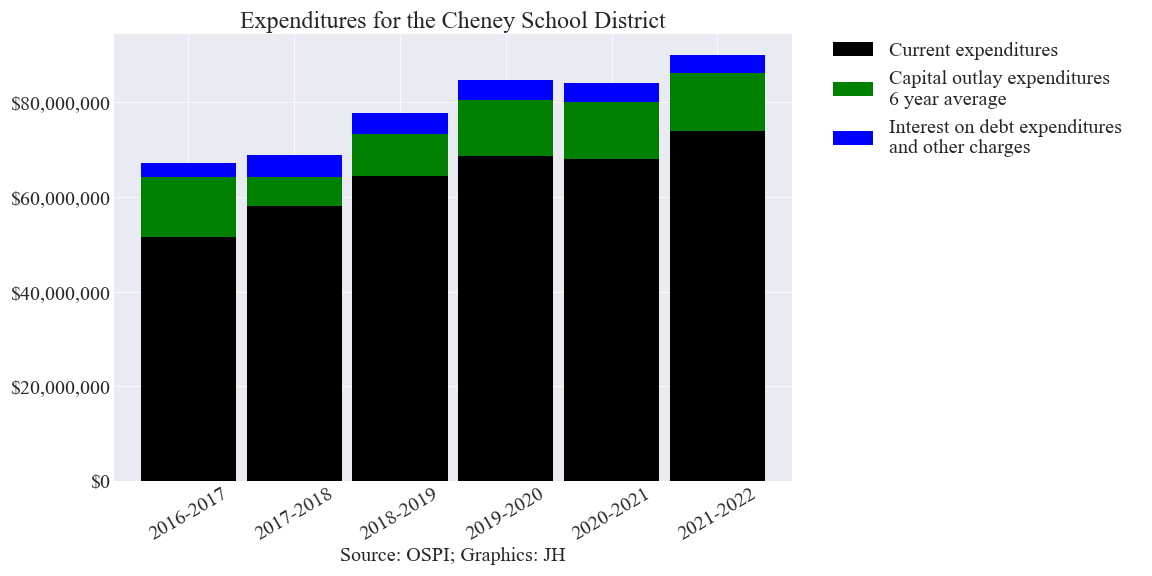 Expenditures for the Cheney School District
Current expenditures
Capital outlay expenditures
6 year average
Interest on debt expenditures
and other charges
$80,000,000
$60,000,000
$40,000,000
$20,000,000
$0
2016-2017
2017-2018
2018-2019
2019-2020
2020-2021
2021-2022
Source: OSPI; Graphics: JH